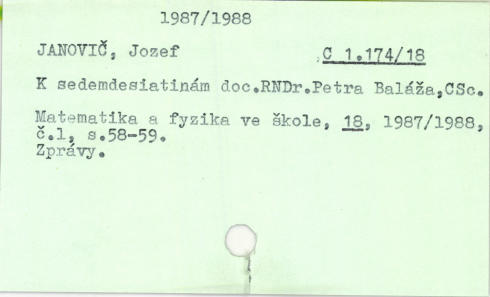 1987/1988
JANOVIČ, Jozef C 1.174/18
K sedemdesiatinám doc.RNDr.Petra Baláža,CSc.
Matematika a fyzika ve škole, 18, 1987/1988,
č.1, s.58-59.
Zprávy.